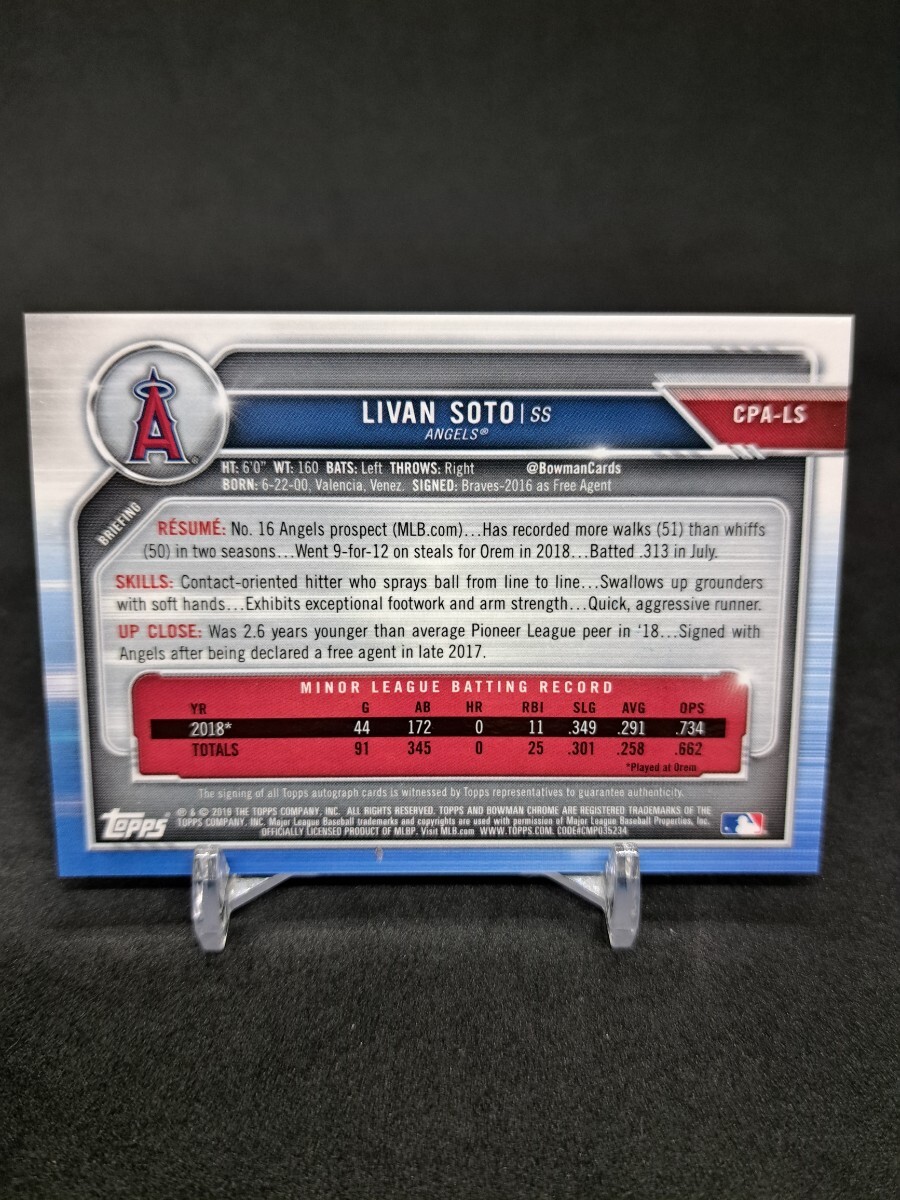 LIVAN SOTO | SS
ANGELS®
CPA-LS
HT: 6'0" WT: 160 BATS: Left THROWS: Right @BowmanCards
BORN: 6-22-00, Valencia, Venez. SIGNED: Braves-2016 as Free Agent
BRIEFING
RÉSUMÉ: No. 16 Angels prospect (MLB.com)...Has recorded more walks (51) than whiffs
(50) in two seasons...Went 9-for-12 on steals for Orem in 2018...Batted .313 in July.
SKILLS: Contact-oriented hitter who sprays ball from line to line...Swallows up grounders
with soft hands...Exhibits exceptional footwork and arm strength...Quick, aggressive runner.
UP CLOSE: Was 2.6 years younger than average Pioneer League peer in '18...Signed with
Angels after being declared a free agent in late 2017.
MINOR LEAGUE BATTING RECORD
YR G AB HR RBI SLG AVG OPS
2018* 44 172 0 11 .349 .291 .734
TOTALS 91 345 0 25 .301 .258 .662
*Played at Orem
The signing of all Topps autograph cards is witnessed by Topps representatives to guarantee authenticity.
Topps
® & © 2019 THE TOPPS COMPANY, INC. ALL RIGHTS RESERVED. TOPPS AND BOWMAN CHROME ARE REGISTERED TRADEMARKS OF THE
TOPPS COMPANY, INC. Major League Baseball trademarks and copyrights are used with permission of Major League Baseball Properties, Inc.
OFFICIALLY LICENSED PRODUCT OF MLBP. Visit MLB.com WWW.TOPPS.COM. CODE#CMP035234